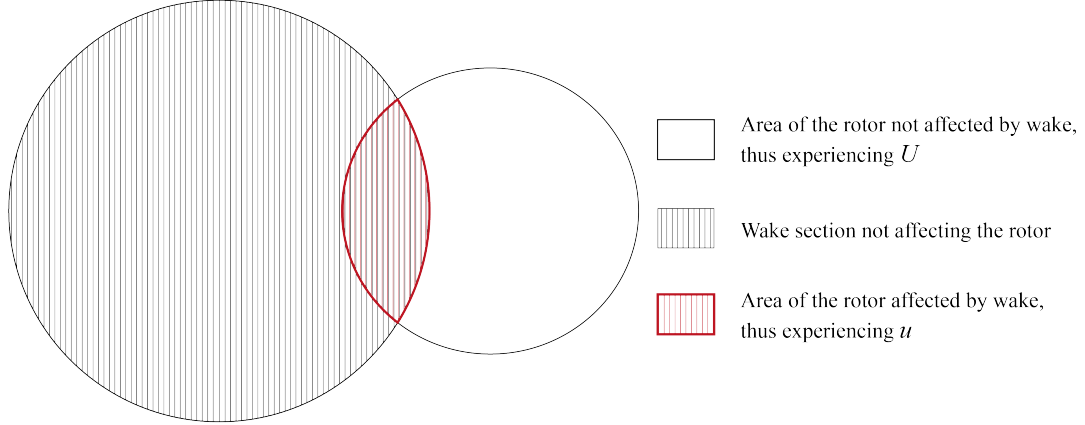 Area of the rotor not affected by wake,
thus experiencing U
Wake section not affecting the rotor
Area of the rotor affected by wake,
thus experiencing u